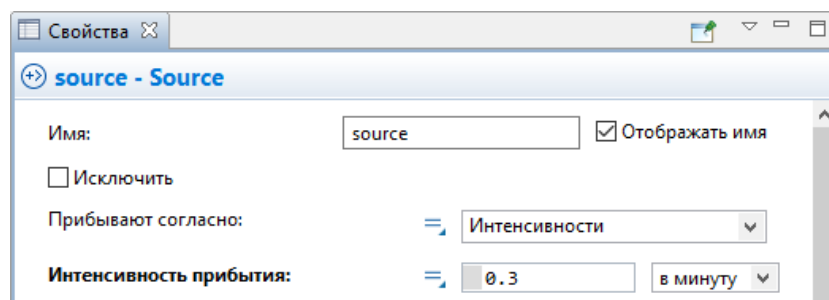 Свойства
source - Source
Имя: source Отображать имя
Исключить
Прибывают согласно: Интенсивности
Интенсивность прибытия: 0.3 в минуту